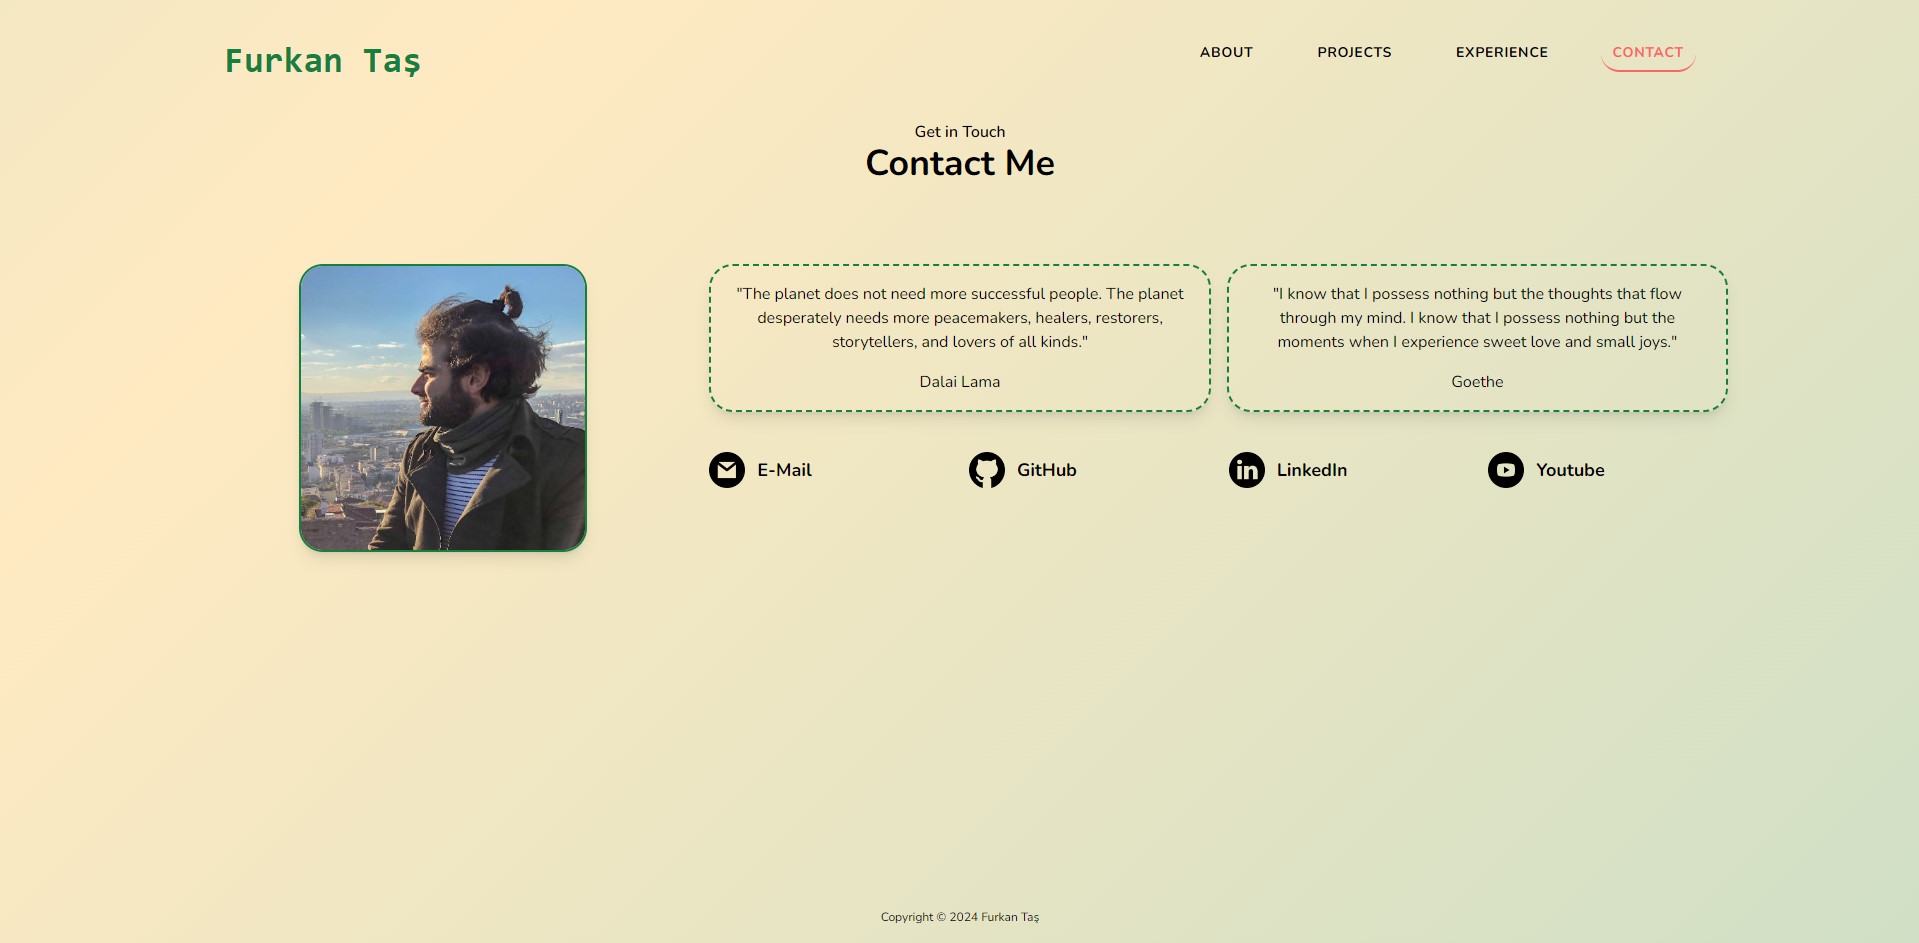 Furkan Taş
ABOUT
PROJECTS
EXPERIENCE
CONTACT
Get in Touch
Contact Me
"The planet does not need more successful people. The planet
desperately needs more peacemakers, healers, restorers,
storytellers, and lovers of all kinds."
Dalai Lama
"I know that I possess nothing but the thoughts that flow
through my mind. I know that I possess nothing but the
moments when I experience sweet love and small joys."
Goethe
E-Mail
GitHub
LinkedIn
Youtube
Copyright © 2024 Furkan Taş